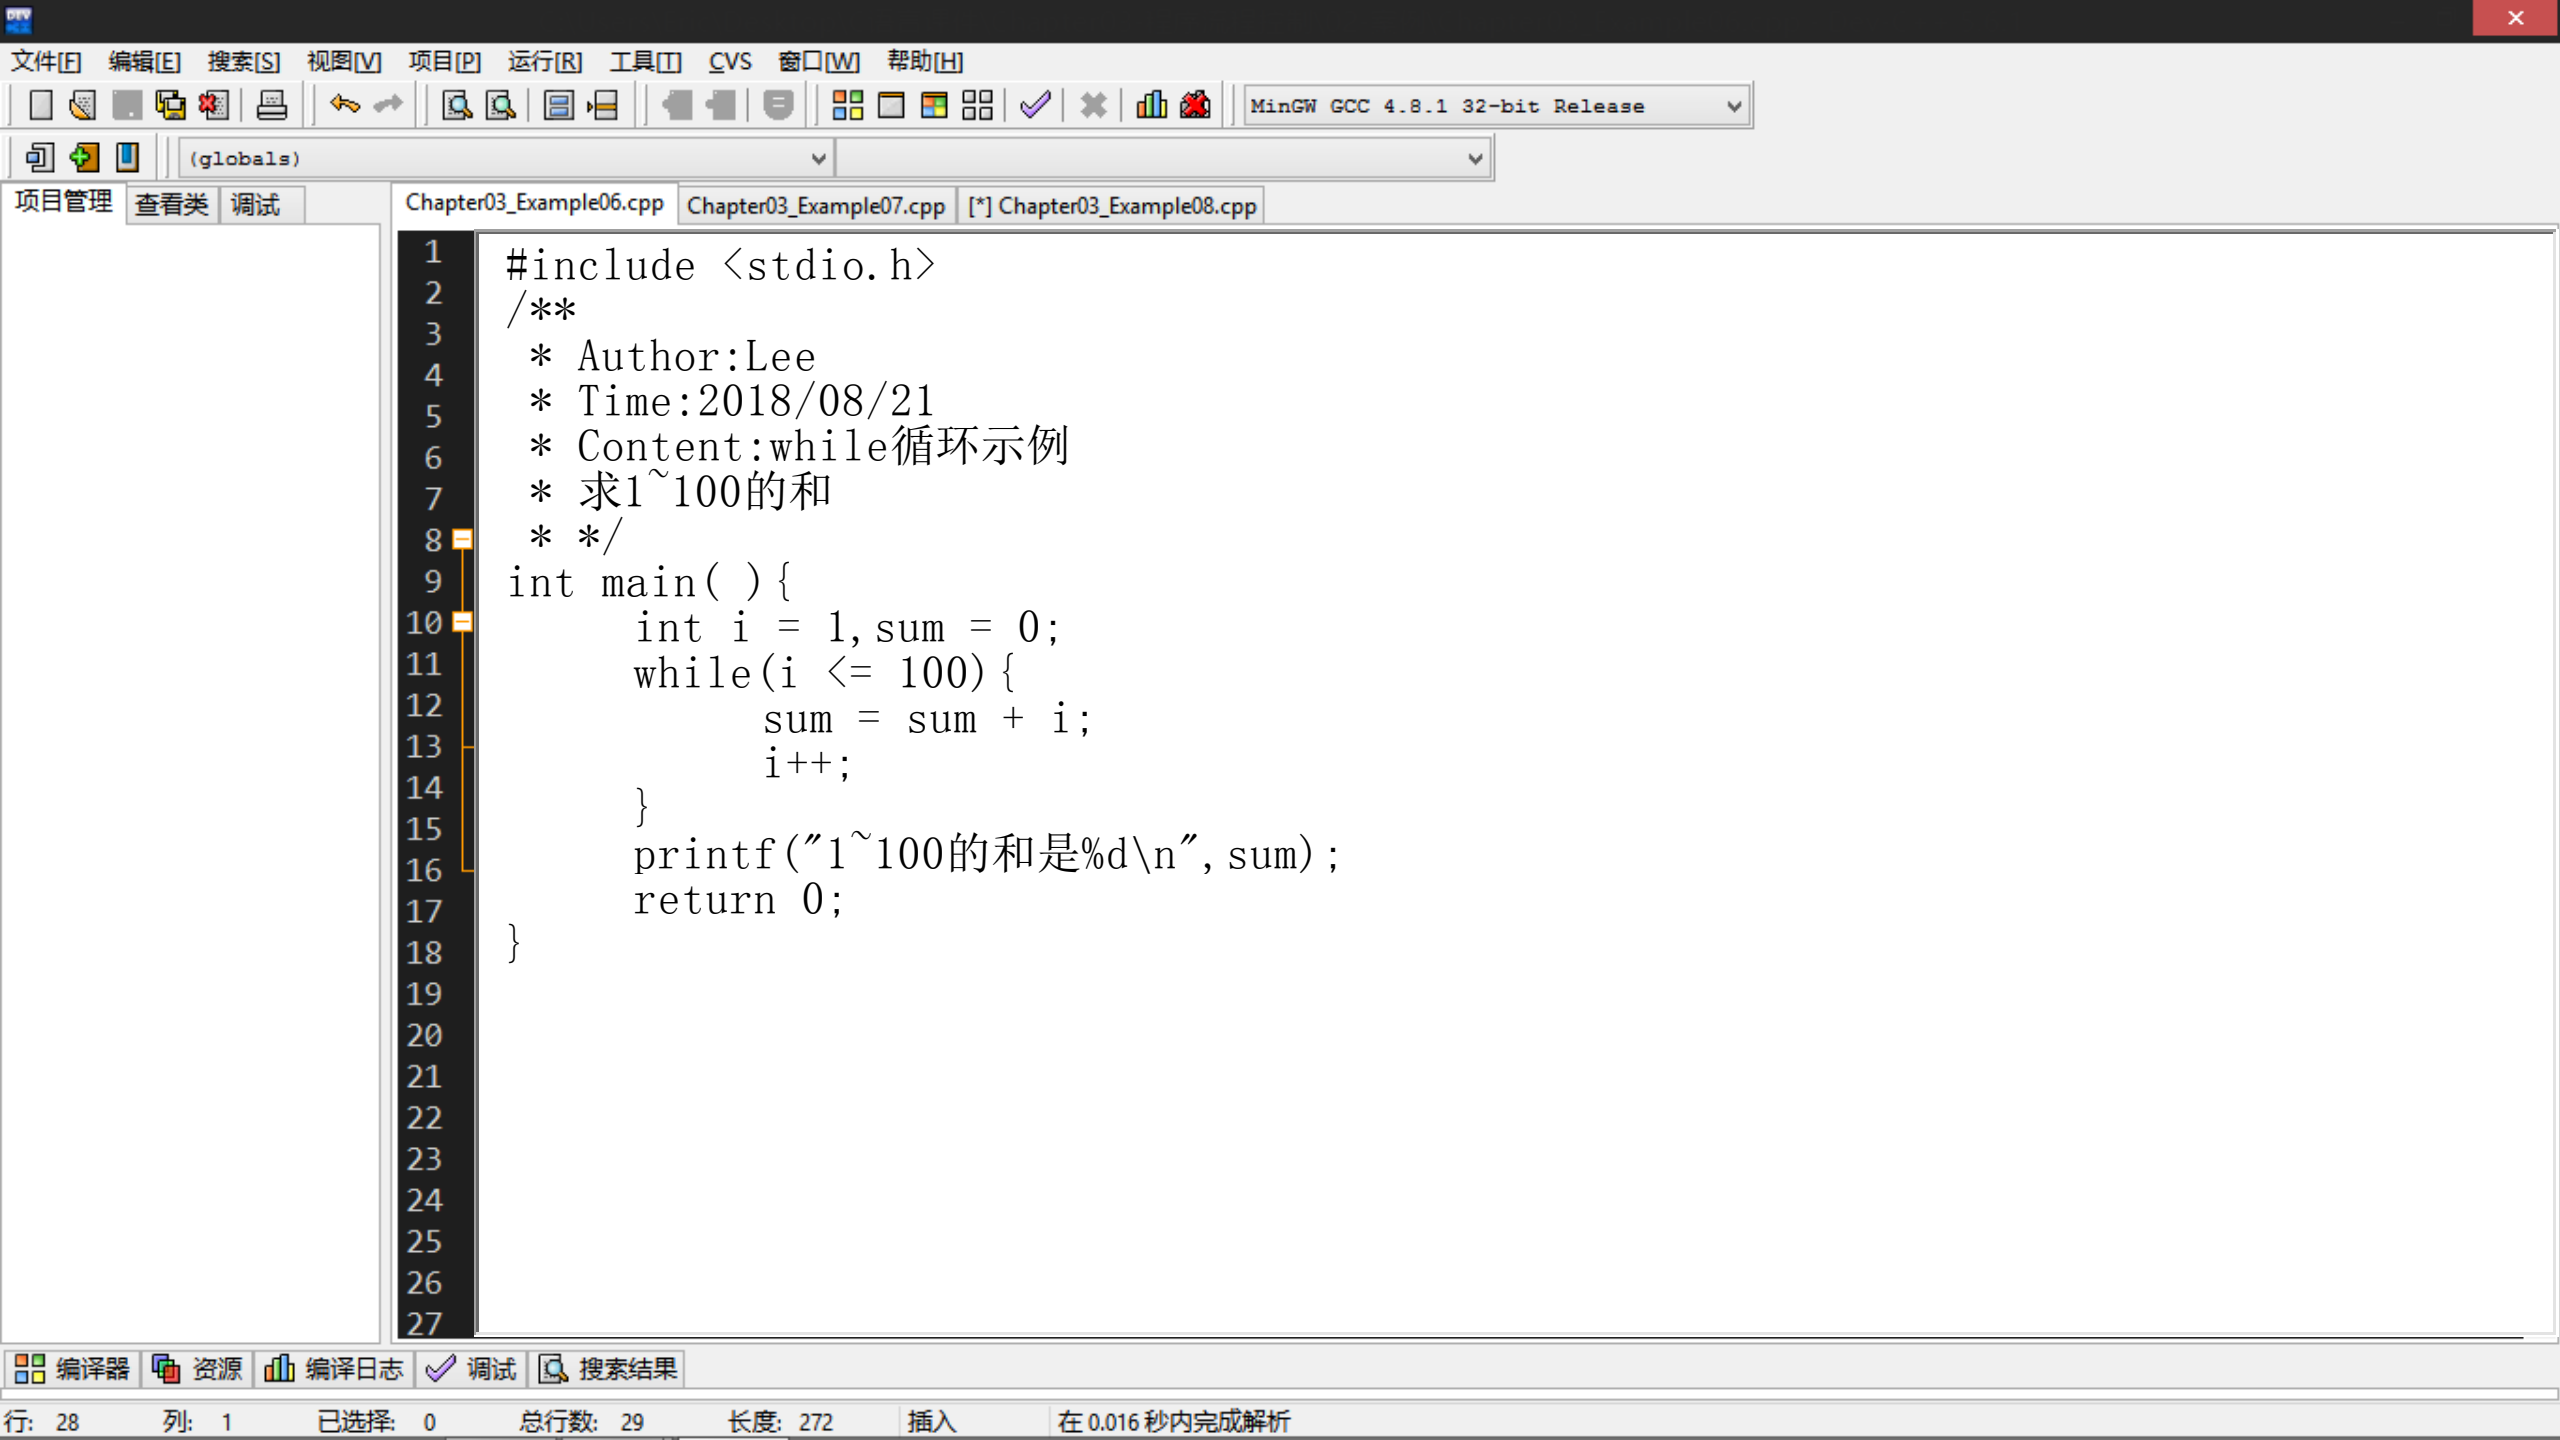 DEV
文件[F] 编辑[E] 搜索[S] 视图[V] 项目[P] 运行[R] 工具[T] CVS 窗口[W] 帮助[H]
MinGW GCC 4.8.1 32-bit Release
(globals)
项目管理 查看类 调试
Chapter03_Example06.cpp Chapter03_Example07.cpp [*] Chapter03_Example08.cpp
1
2
3
4
5
6
7
8
9
10
11
12
13
14
15
16
17
18
19
20
21
22
23
24
25
26
27
#include <stdio.h>
/**
 * Author:Lee
 * Time:2018/08/21
 * Content:while循环示例
 * 求1~100的和
 * */
int main( ){
int i = 1,sum = 0;
while(i <= 100){
sum = sum + i;
i++;
}
printf("1~100的和是%d\n",sum);
return 0;
}
编译器 资源 编译日志 调试 搜索结果
行: 28 列: 1 已选择: 0 总行数: 29 长度: 272 插入 在 0.016 秒内完成解析